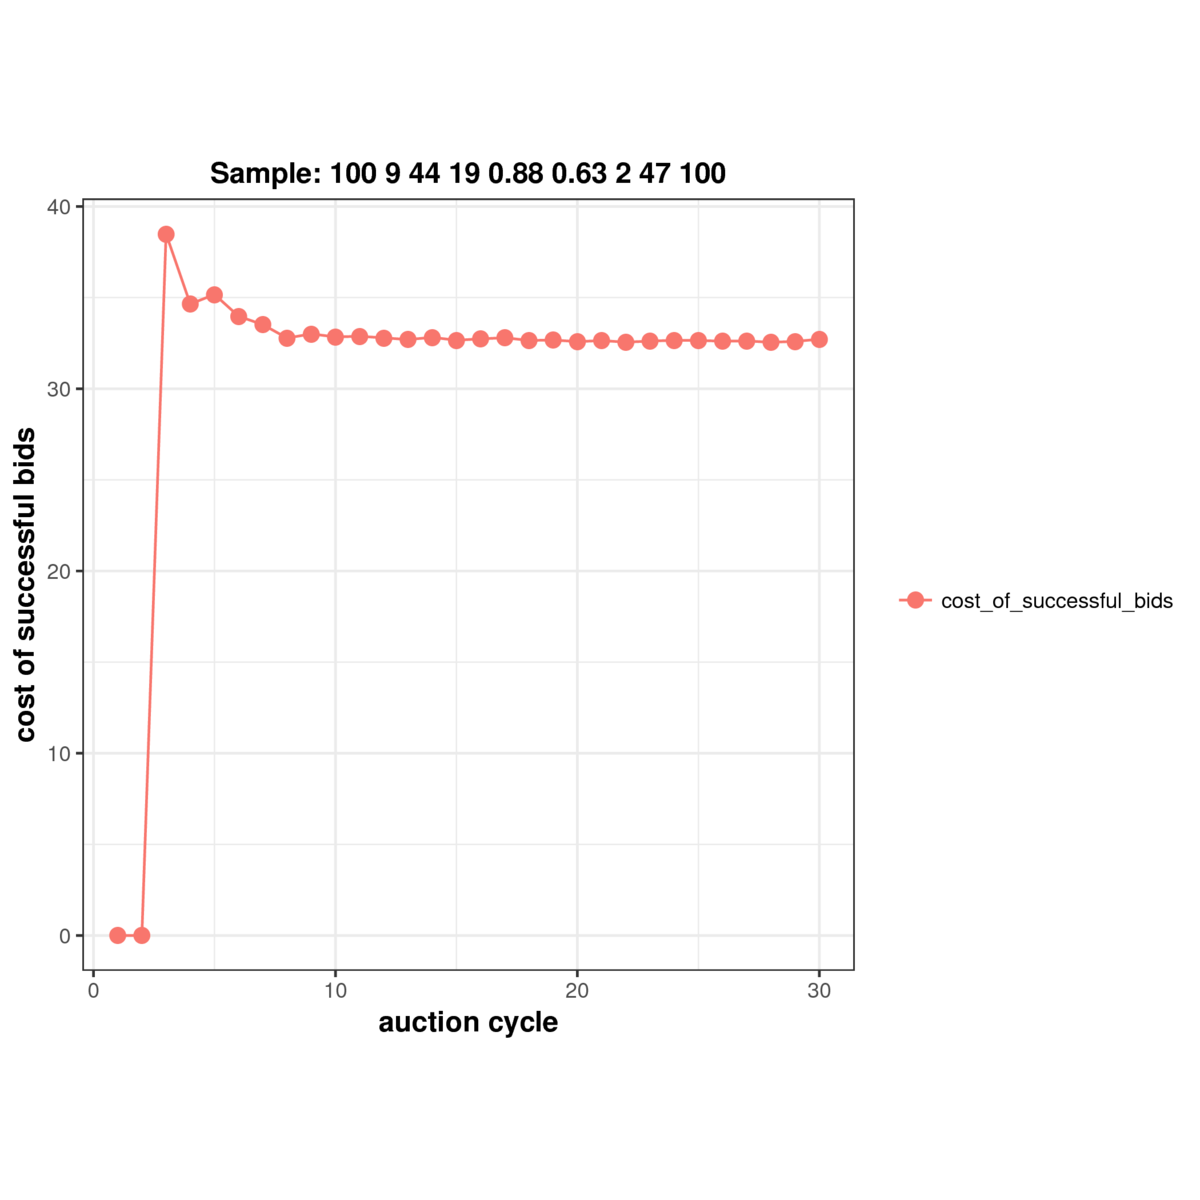 Sample: 100 9 44 19 0.88 0.63 2 47 100
40
30
20
10
0
cost of successful bids
0 10 20 30
auction cycle
cost_of_successful_bids